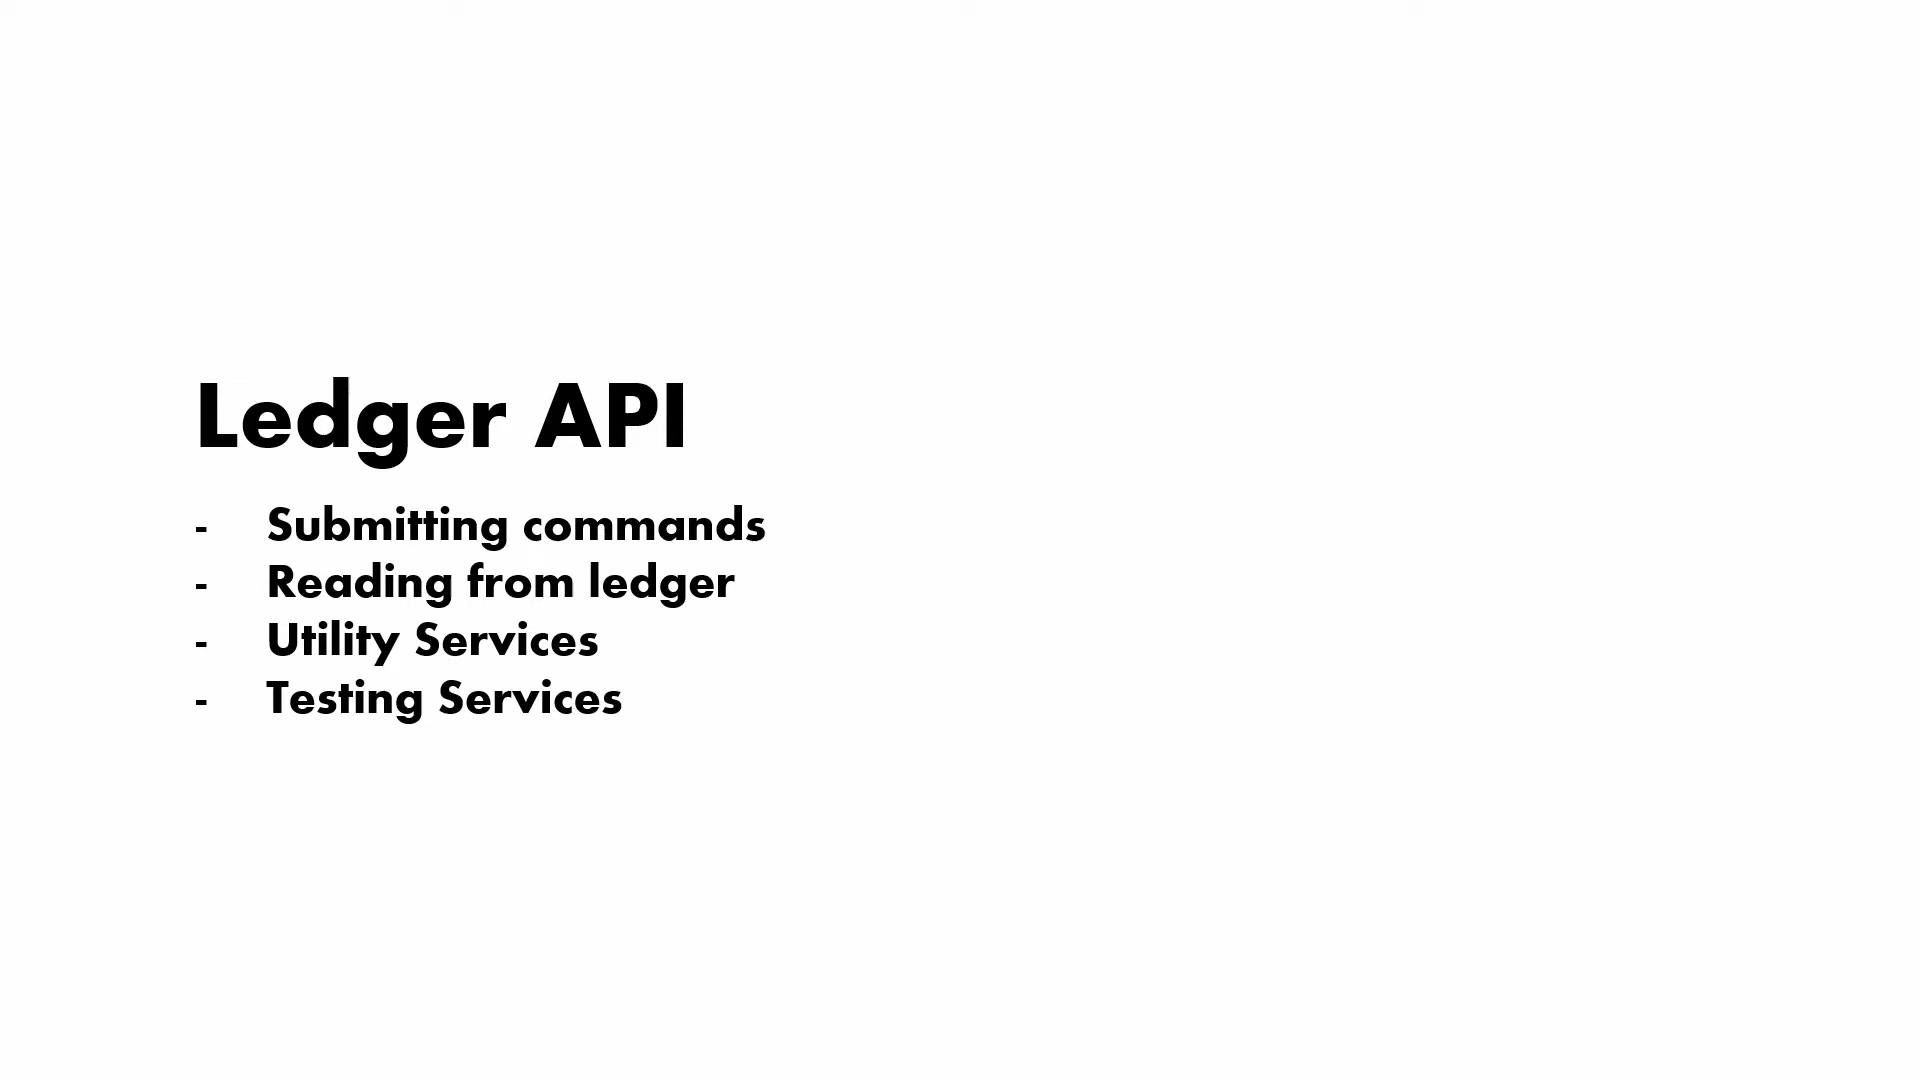 Ledger API
- Submitting commands
- Reading from ledger
- Utility Services
- Testing Services